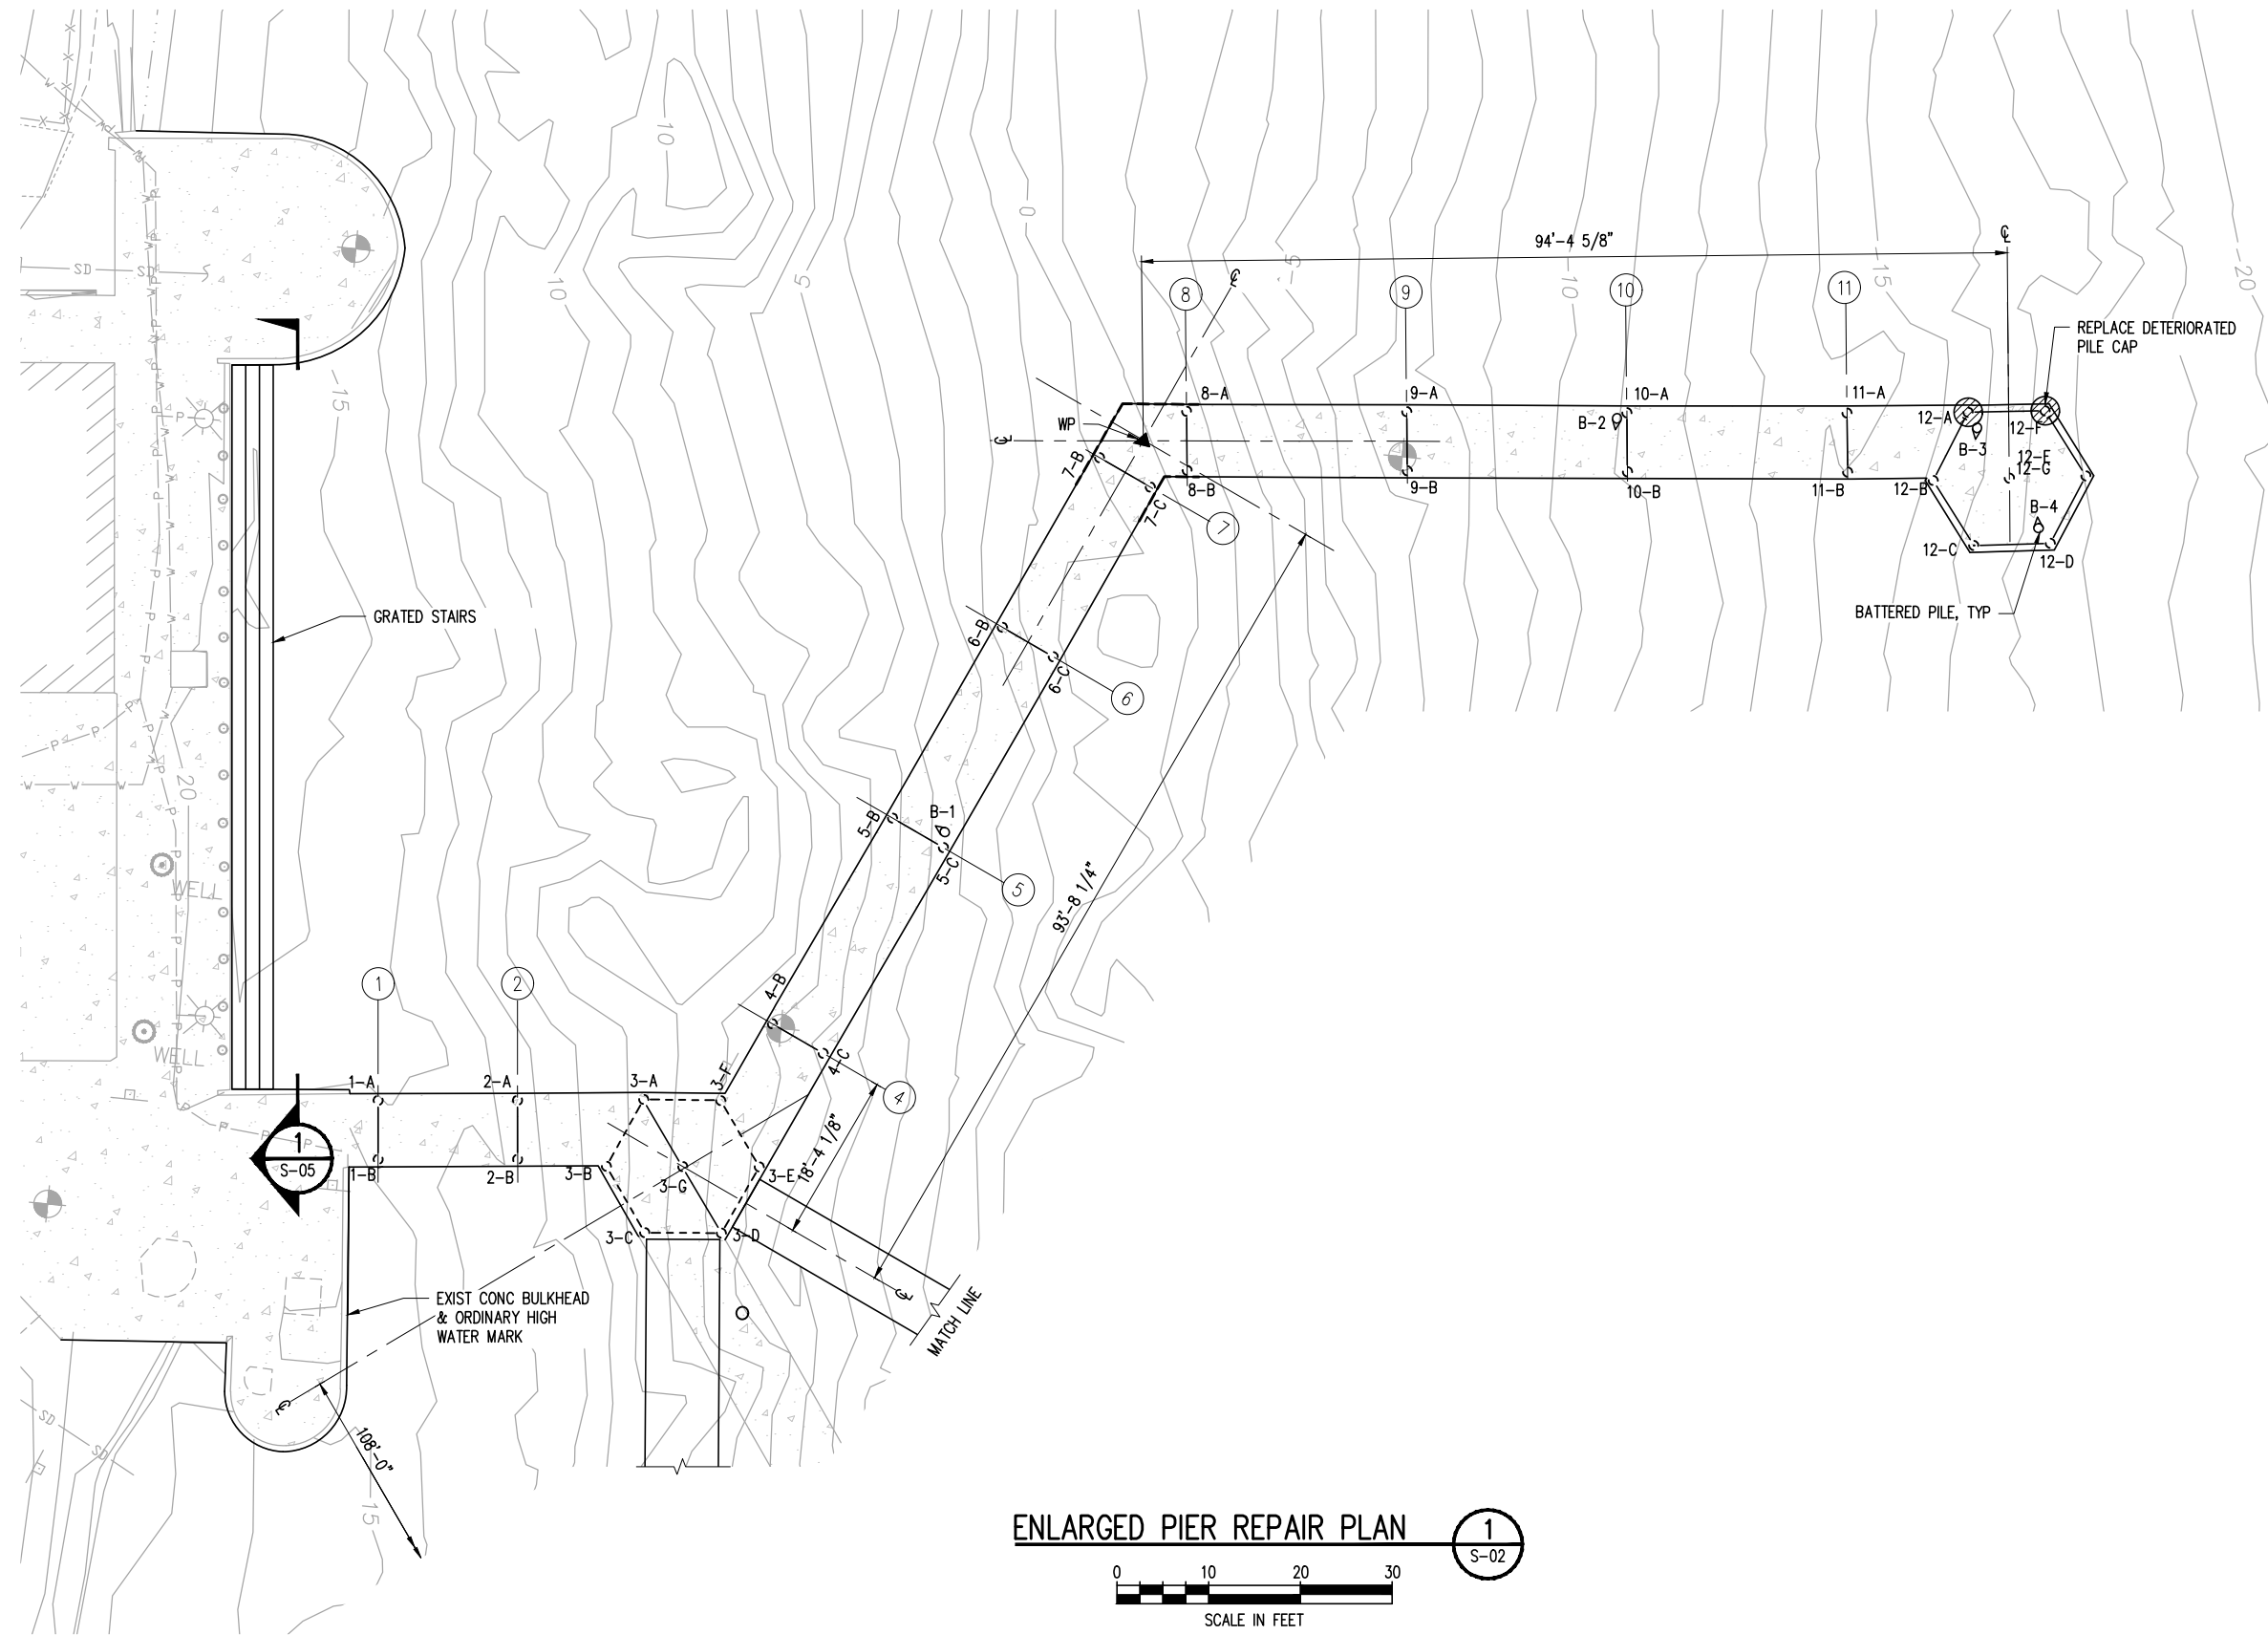 94'-4 5/8"
8
9
10
11
8-A
9-A
10-A
11-A
12-A
12-F
REPLACE DETERIORATED
PILE CAP
WP
B-2
B-3
12-E
12-G
7-B
7-C
8-B
9-B
10-B
11-B
12-B
B-4
12-C
12-D
7
BATTERED PILE, TYP
GRATED STAIRS
6-B
6-C
6
5-B
B-1
5-C
5
93'-8 1/4"
4-B
4-C
4
1
2
1-A
2-A
3-A
3-F
1-B
2-B
3-B
3-G
3-E
3-C
3-D
18'-4 1/8"
1
S-05
EXIST CONC BULKHEAD
& ORDINARY HIGH
WATER MARK
MATCH LINE
108'-0"
10
10
5
0
-5
10
-15
-20
-15
20
15
SD
SD
SD
SD
WELL
WELL
W
W
W
P
P
P
X
X
X
ENLARGED PIER REPAIR PLAN
1
S-02
0 10 20 30
SCALE IN FEET